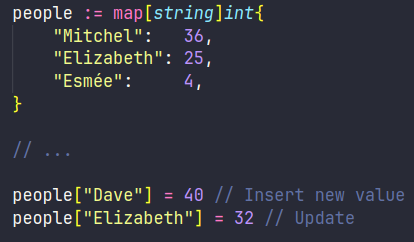 people := map[string]int{
    "Mitchel":   36,
    "Elizabeth": 25,
    "Esmée":     4,
}
// ...
people["Dave"] = 40 // Insert new value
people["Elizabeth"] = 32 // Update